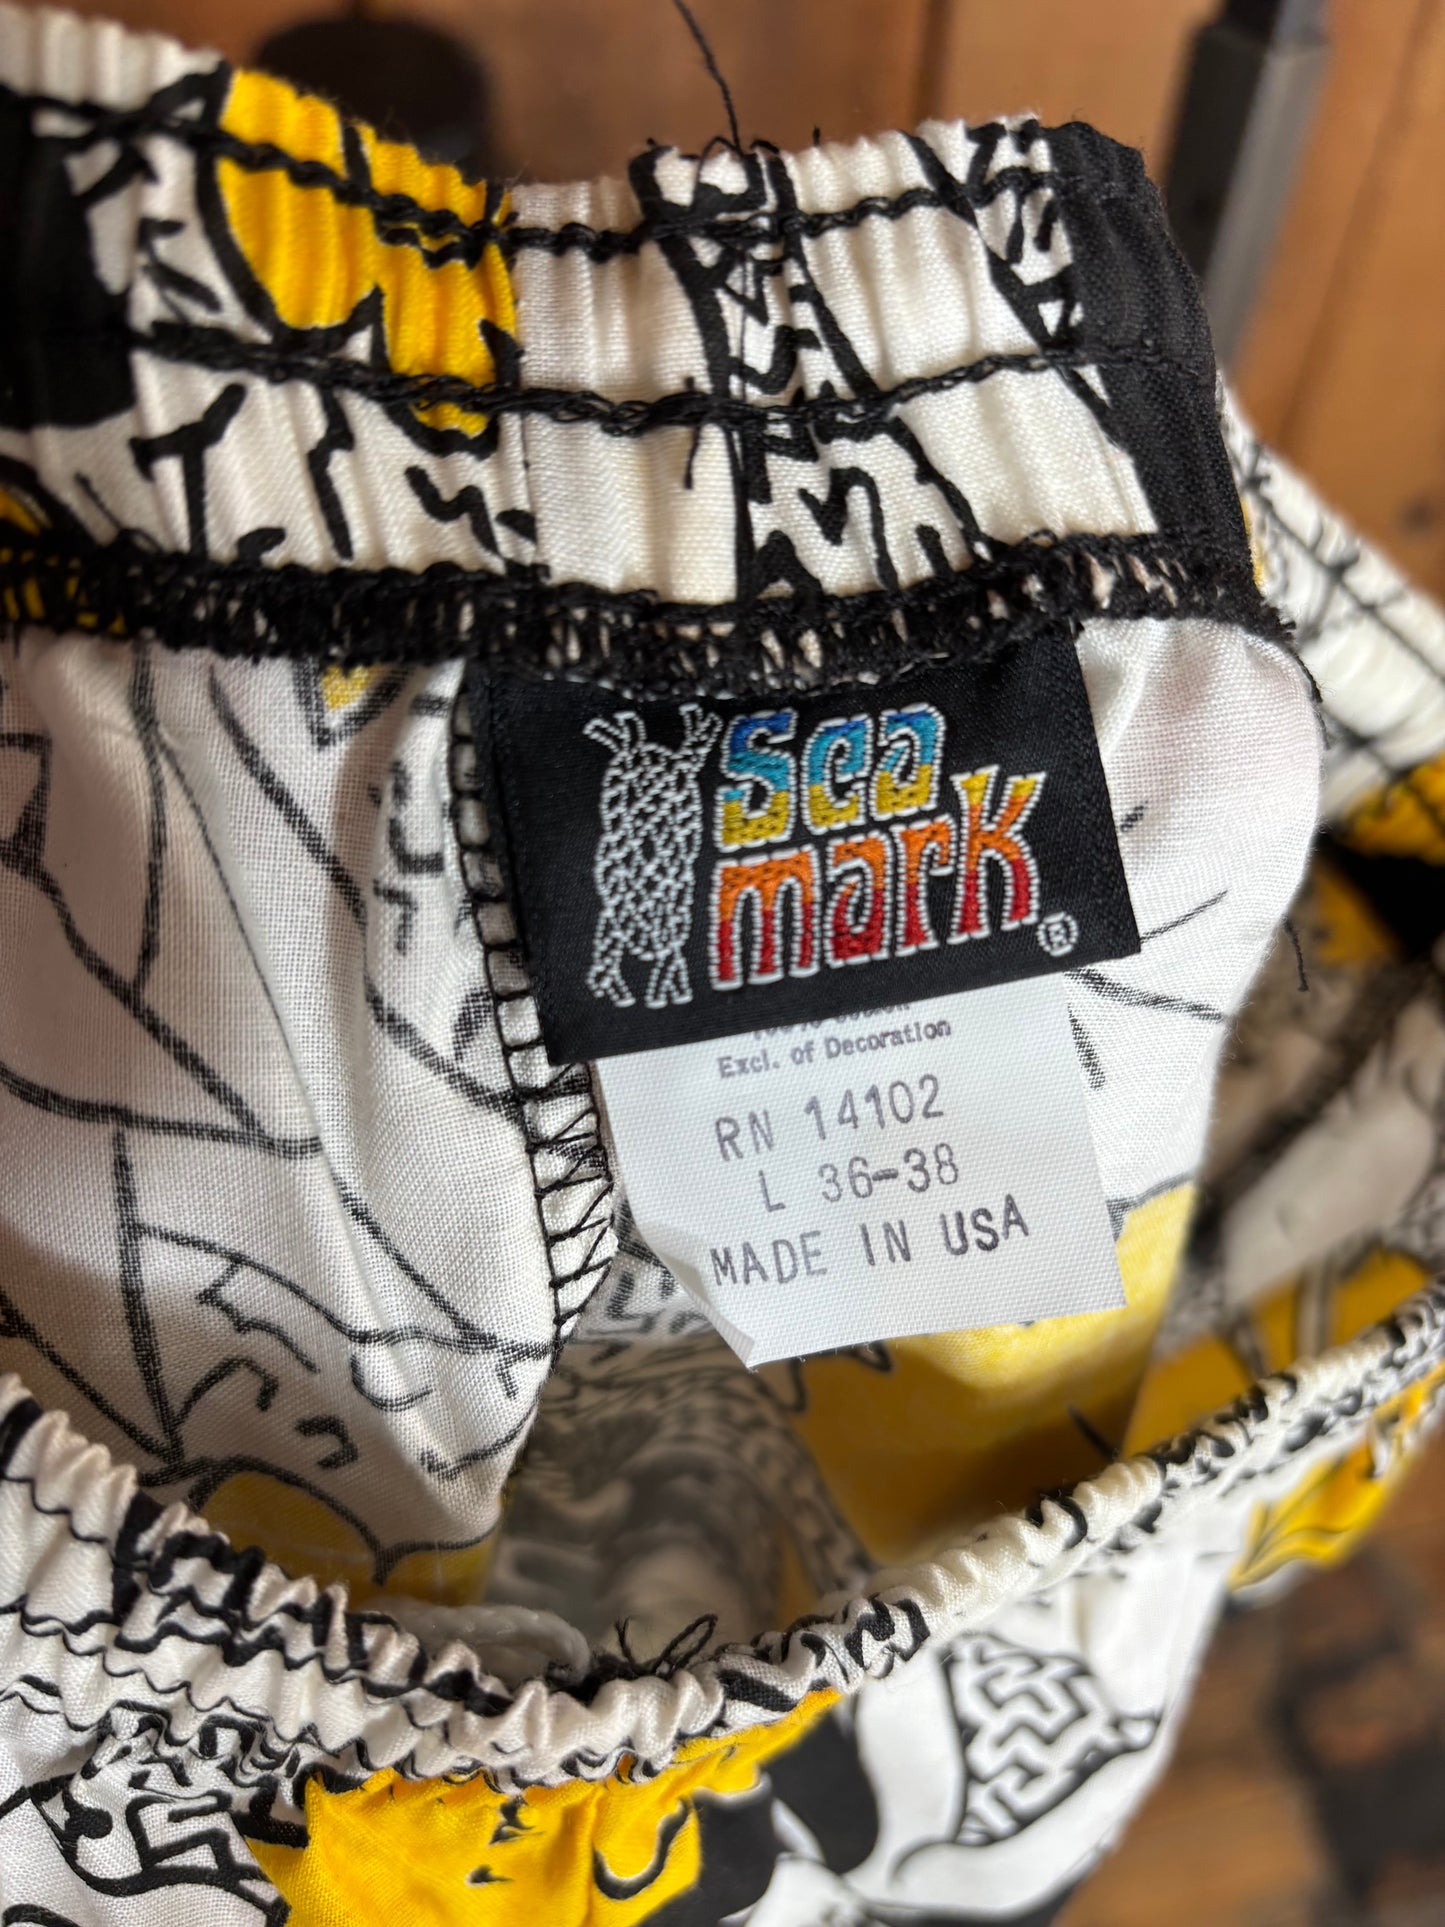 sea
mark®
Excl. of Decoration
RN 14102
L 36-38
MADE IN USA